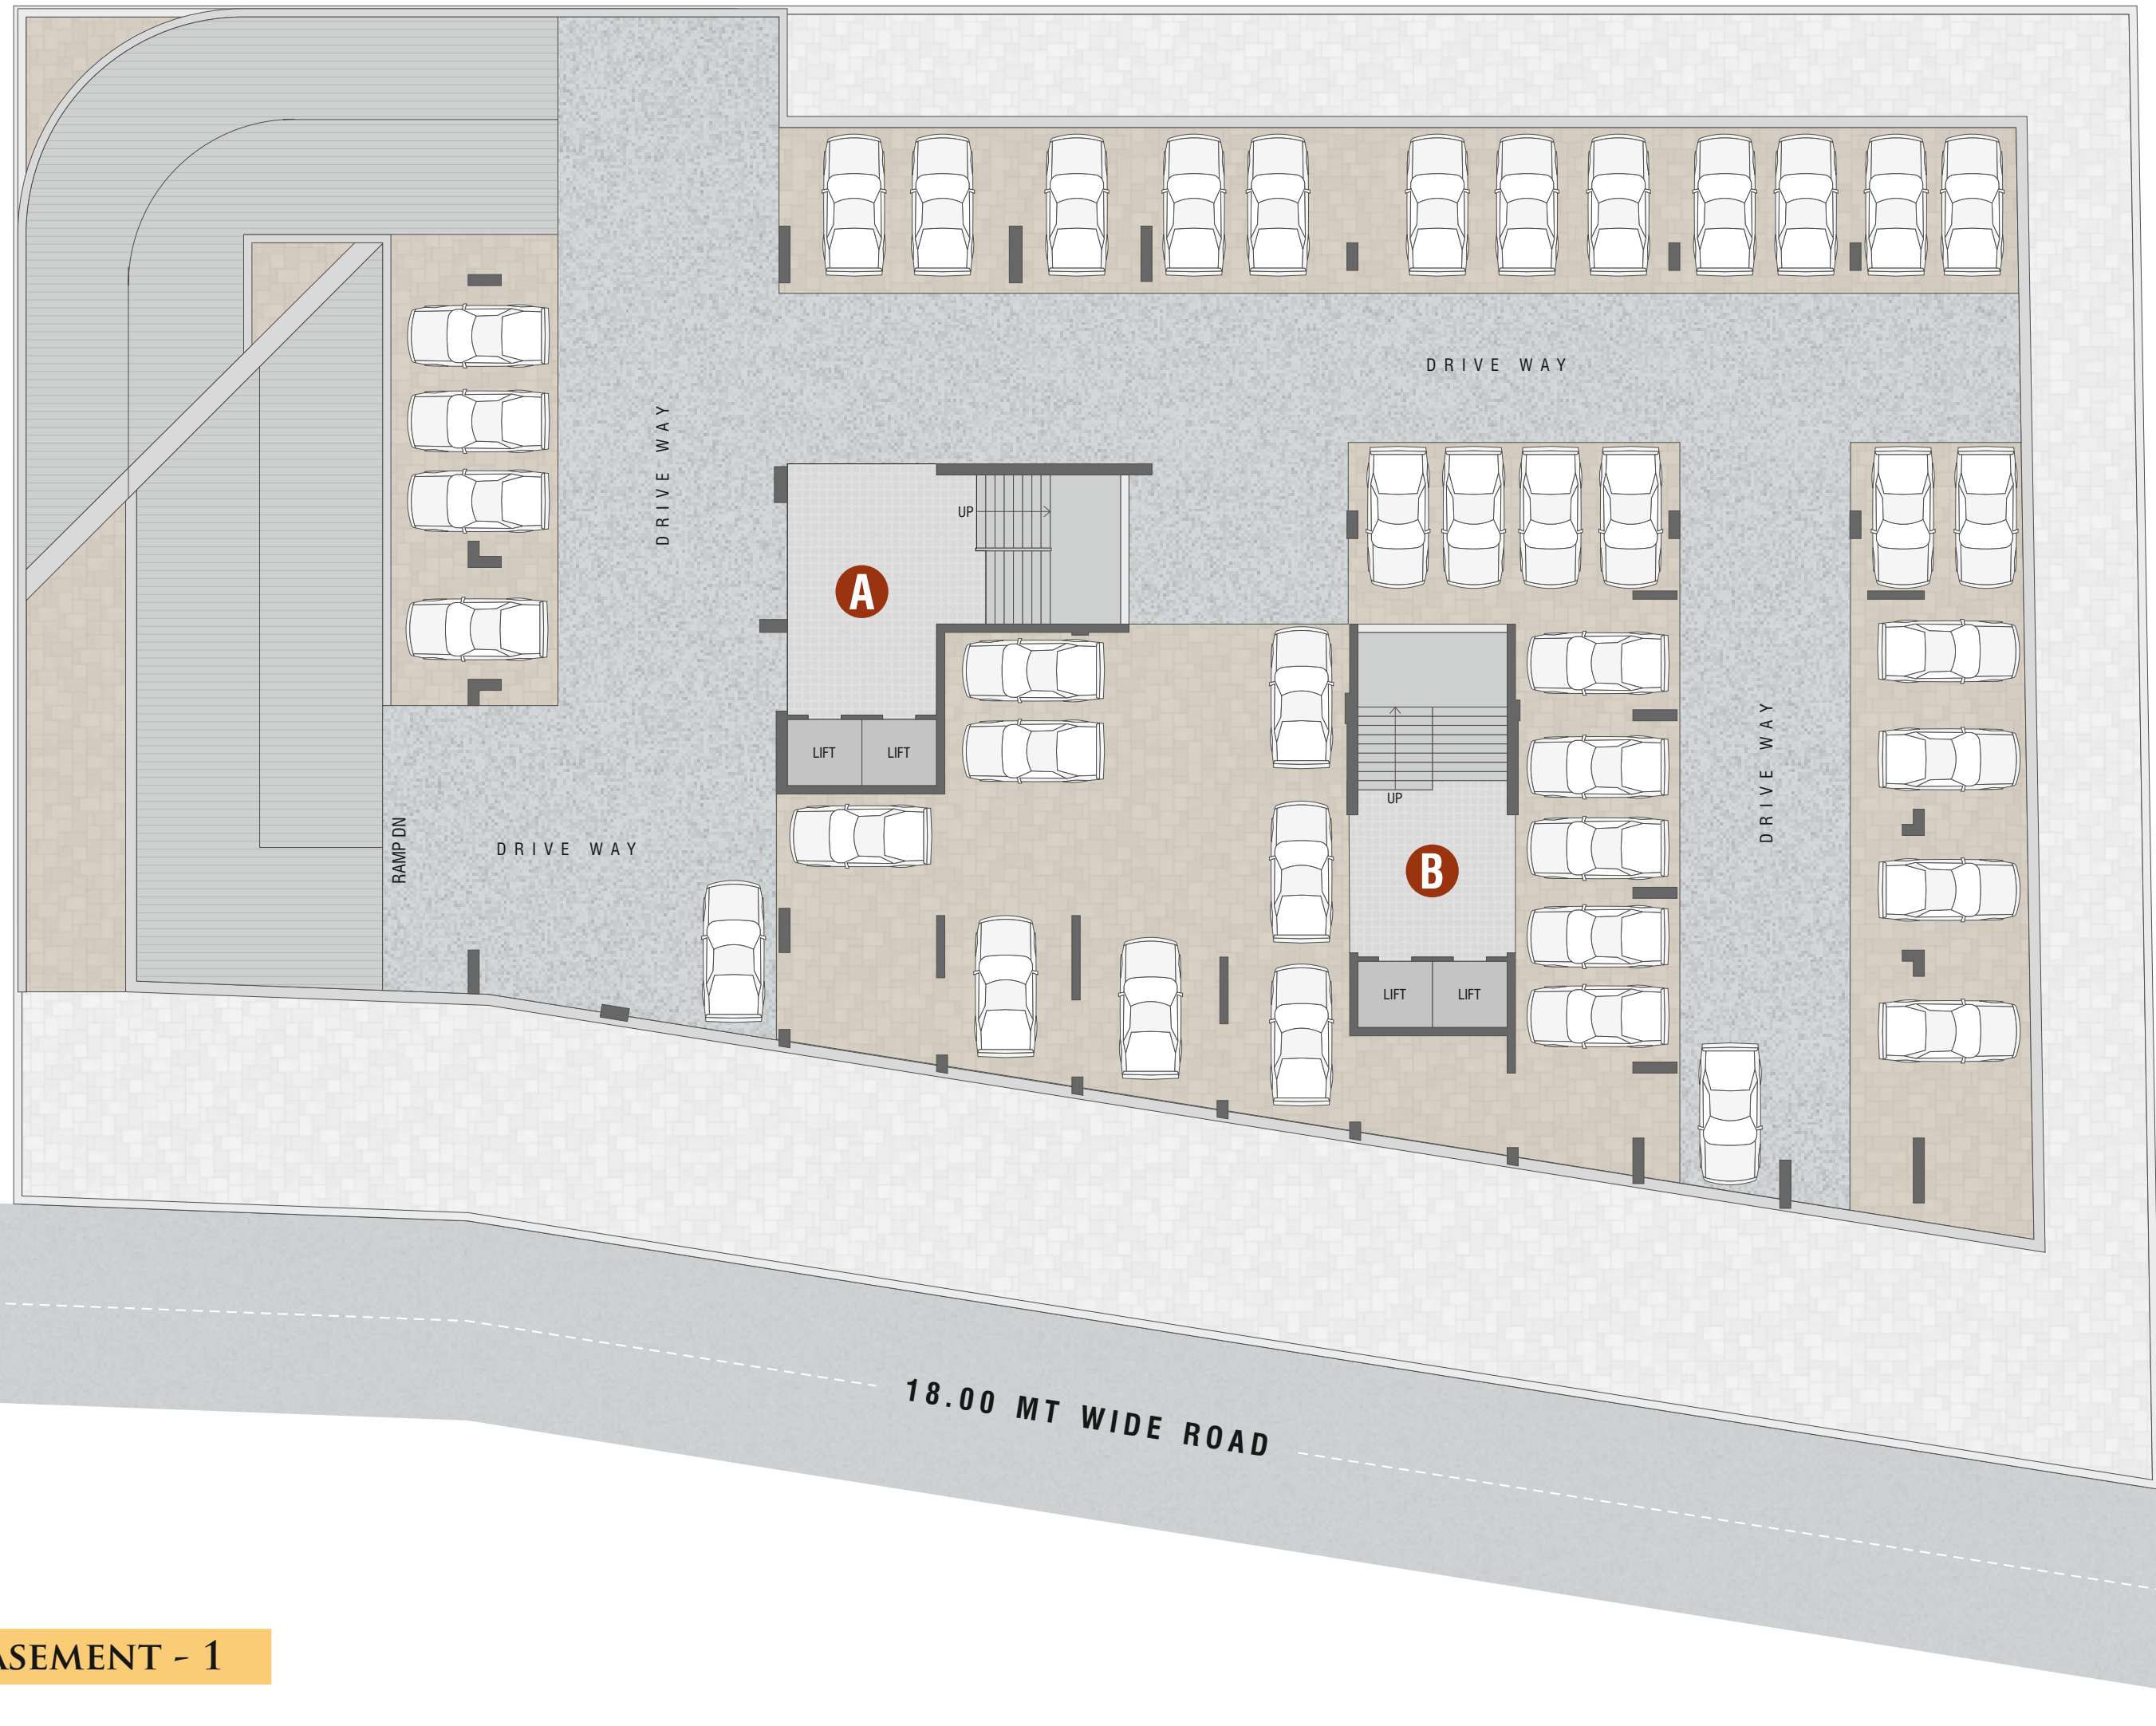 DRIVE WAY
DRIVE WAY
UP
A
LIFT LIFT
DRIVE WAY
UP
RAMP DN
DRIVE WAY
B
LIFT LIFT
18.00 MT WIDE ROAD
ASEMENT - 1